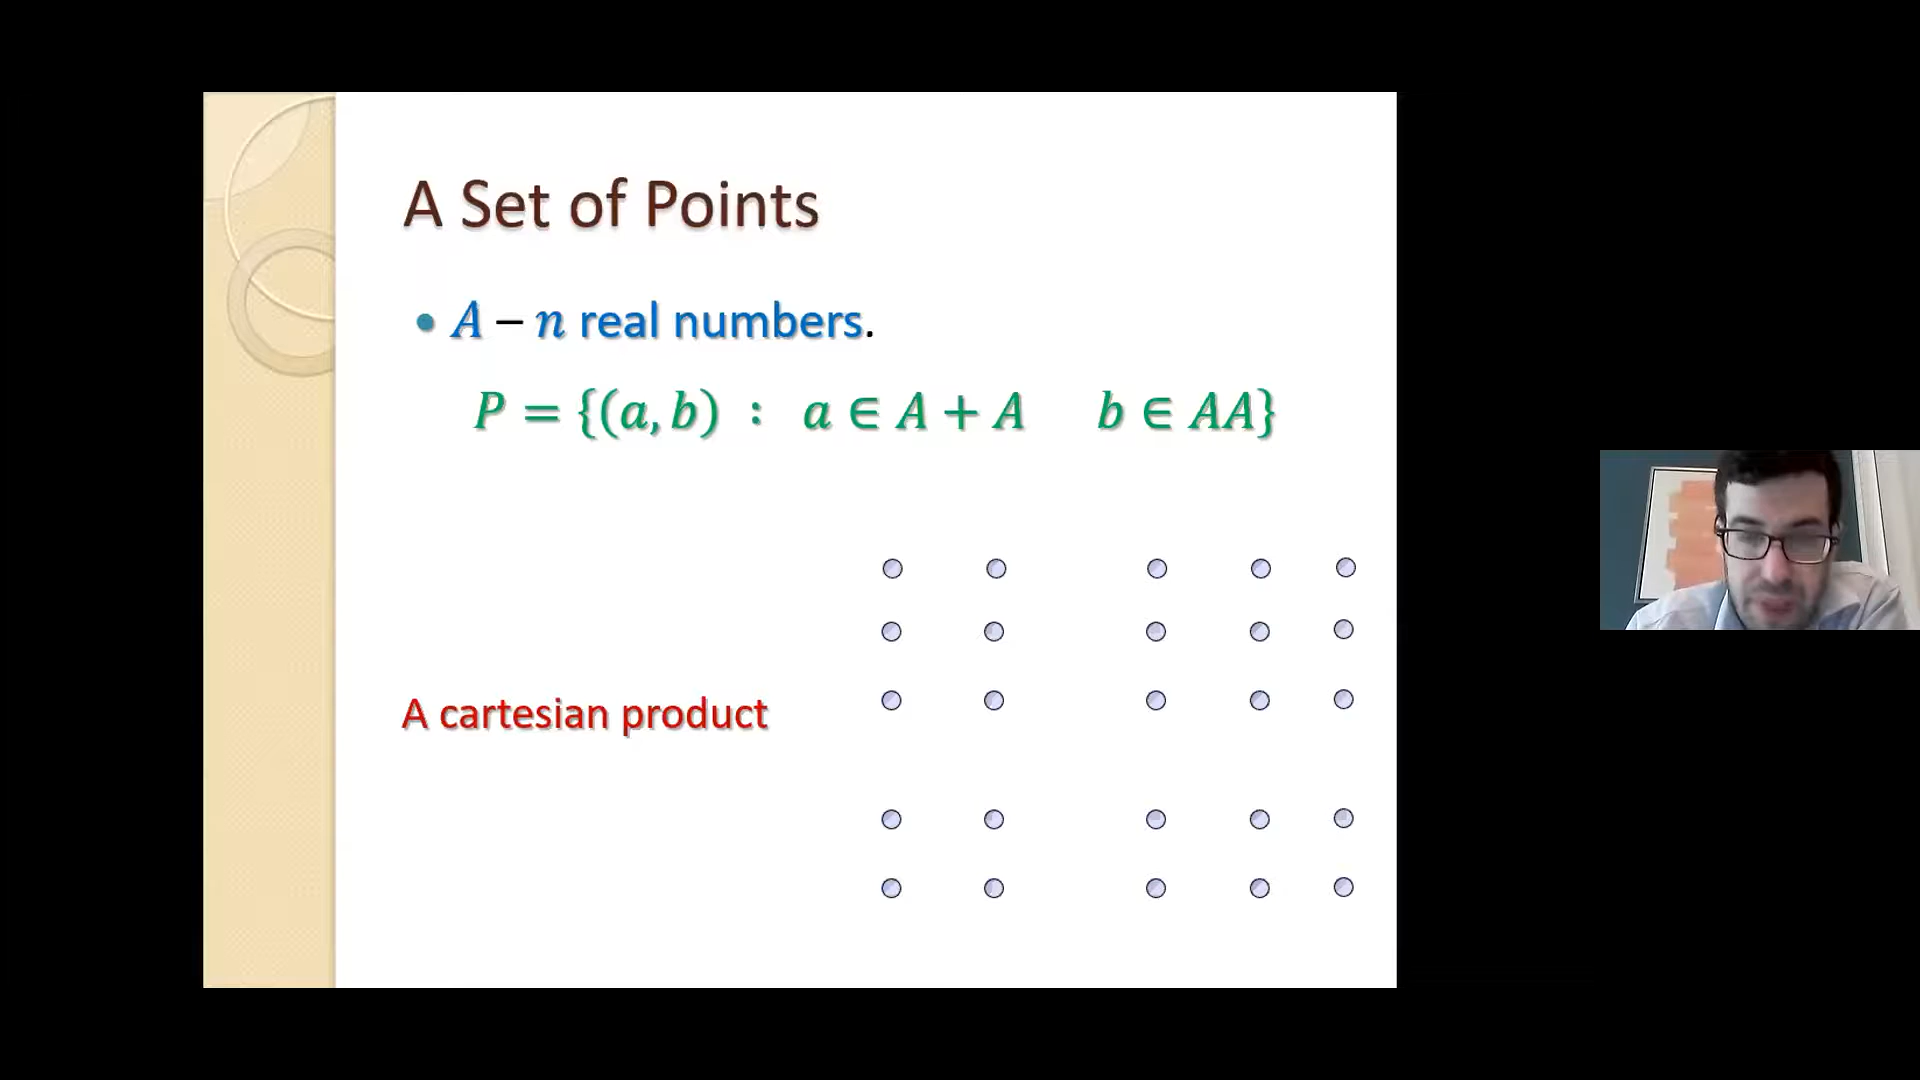 A Set of Points
• A – n real numbers.
P = {(a, b) : a ∈ A + A b ∈ AA}
A cartesian product